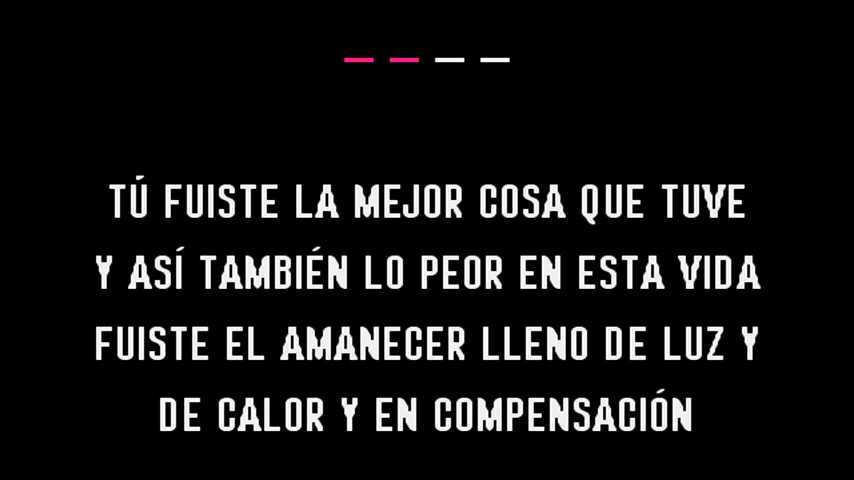 TÚ FUISTE LA MEJOR COSA QUE TUVE
Y ASÍ TAMBIÉN LO PEOR EN ESTA VIDA
FUISTE EL AMANECER LLENO DE LUZ Y
DE CALOR Y EN COMPENSACIÓN